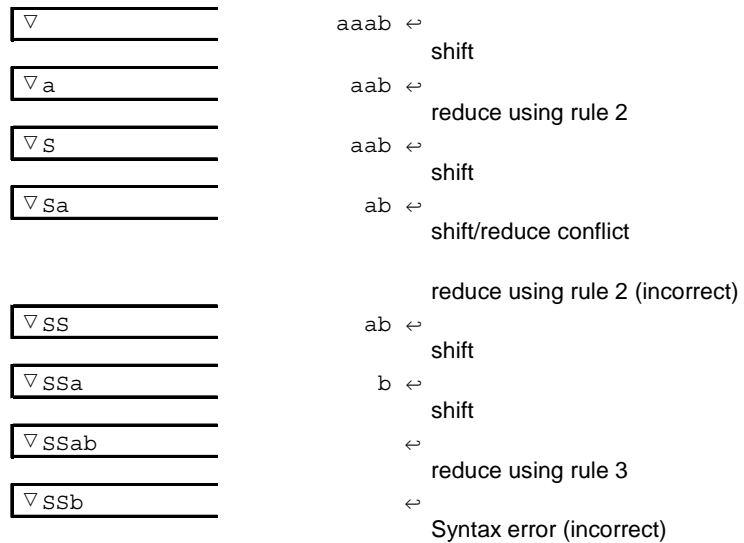 ▽ aaab ↩
shift
▽a aab ↩
reduce using rule 2
▽S aab ↩
shift
▽Sa ab ↩
shift/reduce conflict
reduce using rule 2 (incorrect)
▽SS ab ↩
shift
▽SSa b ↩
shift
▽SSab ↩
reduce using rule 3
▽SSb ↩
Syntax error (incorrect)